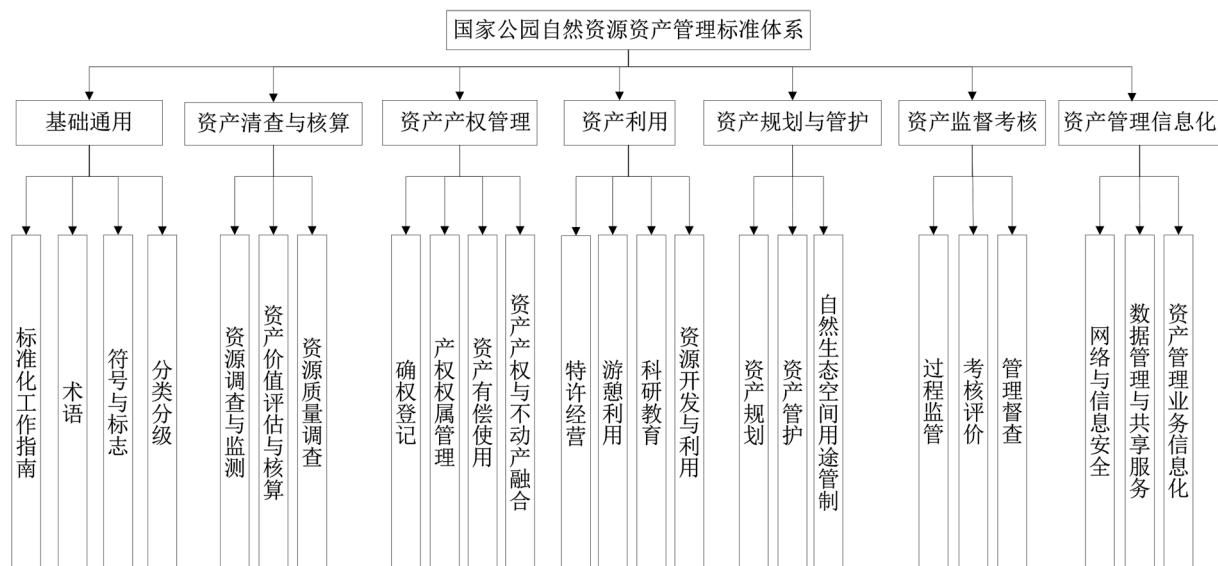 国家公园自然资源资产管理标准体系
基础通用
资产清查与核算
资产产权管理
资产利用
资产规划与管护
资产监督考核
资产管理信息化
标准化工作指南
术语
符号与标志
分类分级
资源调查与监测
资产价值评估与核算
资源质量调查
确权登记
产权权属管理
资产有偿使用
资产产权与不动产融合
特许经营
游憩利用
科研教育
资源开发与利用
资产规划
资产管护
自然生态空间用途管制
过程监管
考核评价
管理督查
网络与信息安全
数据管理与共享服务
资产管理业务信息化